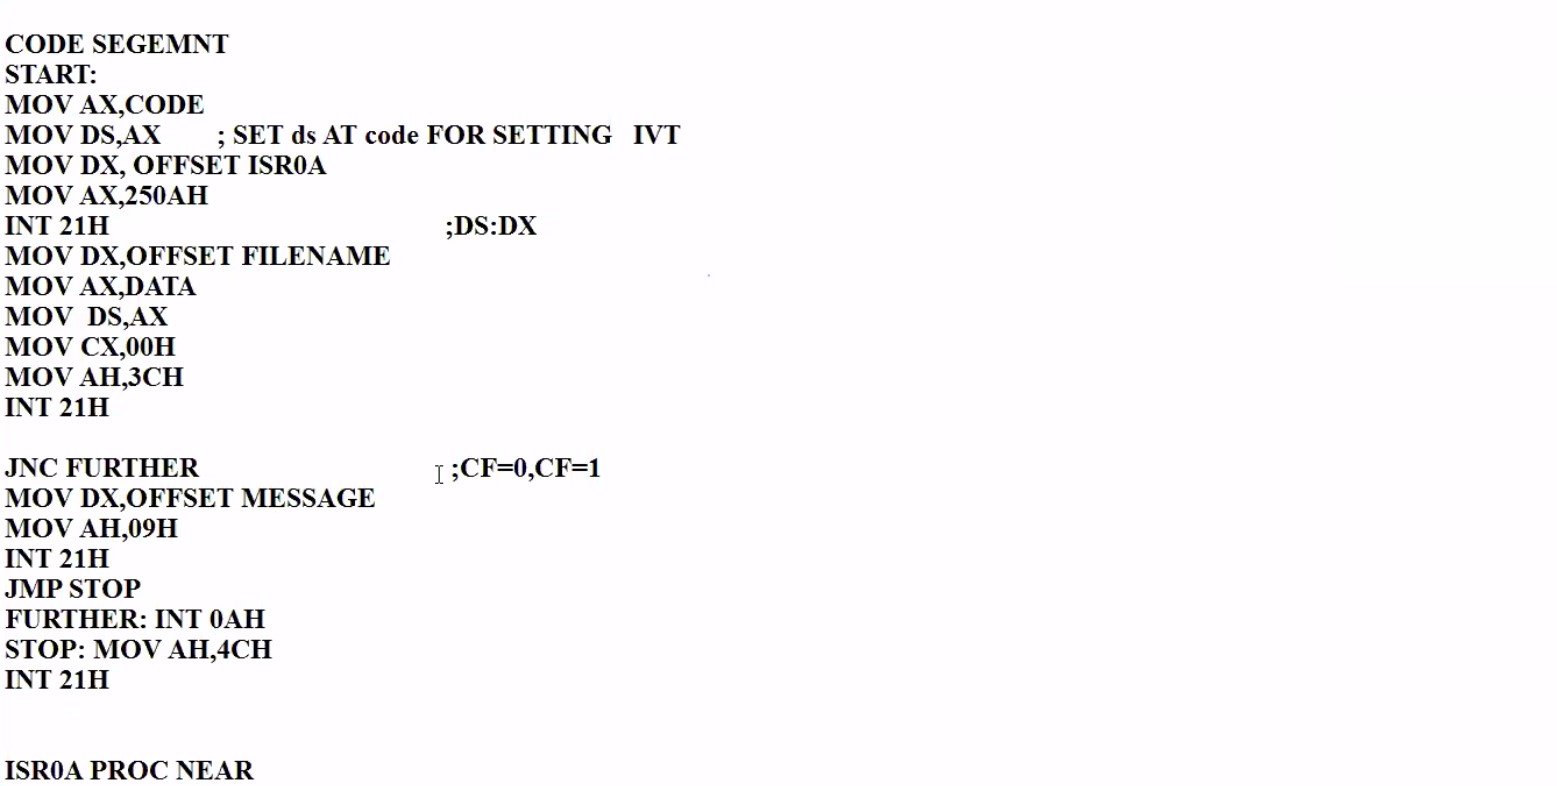 CODE SEGEMNT
START:
MOV AX,CODE
MOV DS,AX ; SET ds AT code FOR SETTING IVT
MOV DX, OFFSET ISR0A
MOV AX,250AH
INT 21H ;DS:DX
MOV DX,OFFSET FILENAME
MOV AX,DATA
MOV DS,AX
MOV CX,00H
MOV AH,3CH
INT 21H
JNC FURTHER ;CF=0,CF=1
MOV DX,OFFSET MESSAGE
MOV AH,09H
INT 21H
JMP STOP
FURTHER: INT 0AH
STOP: MOV AH,4CH
INT 21H
ISR0A PROC NEAR